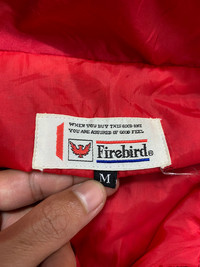 WHEN YOU BUY THIS GOOD ONE
YOU ARE ASSURED OF GOOD FEEL
Firebird®
M